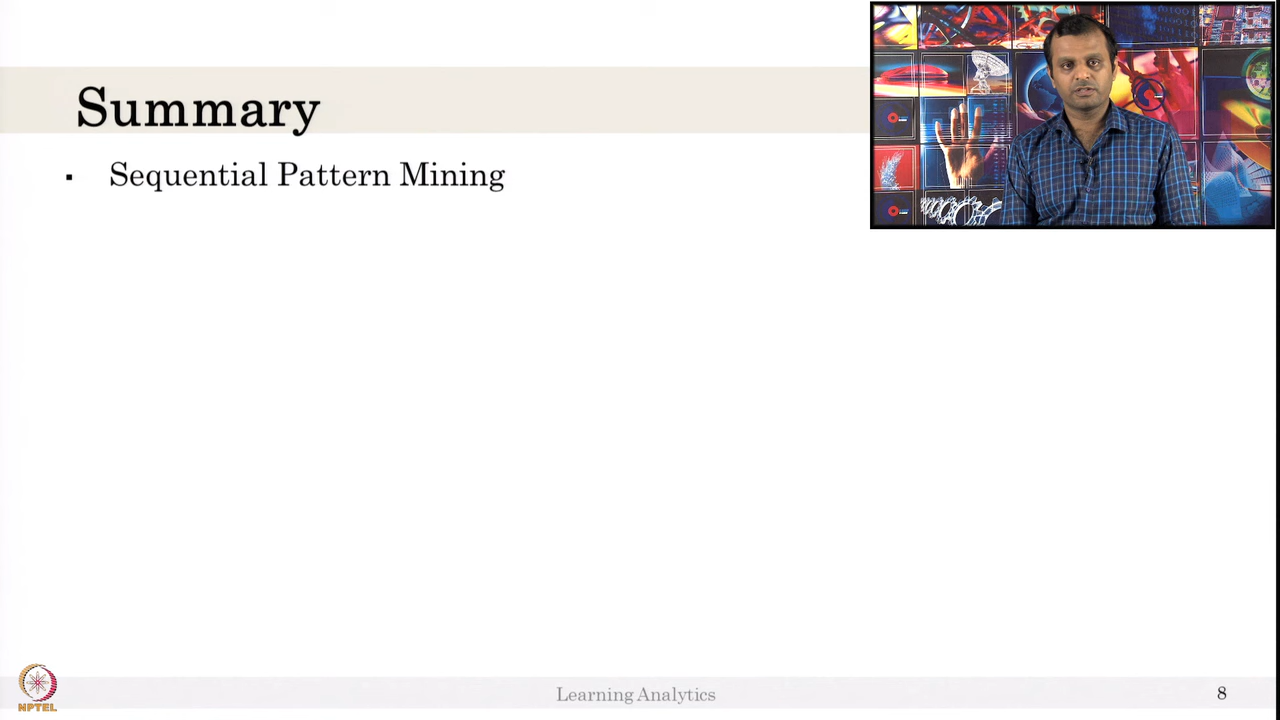 Summary
▪ Sequential Pattern Mining
NPTEL
Learning Analytics
8